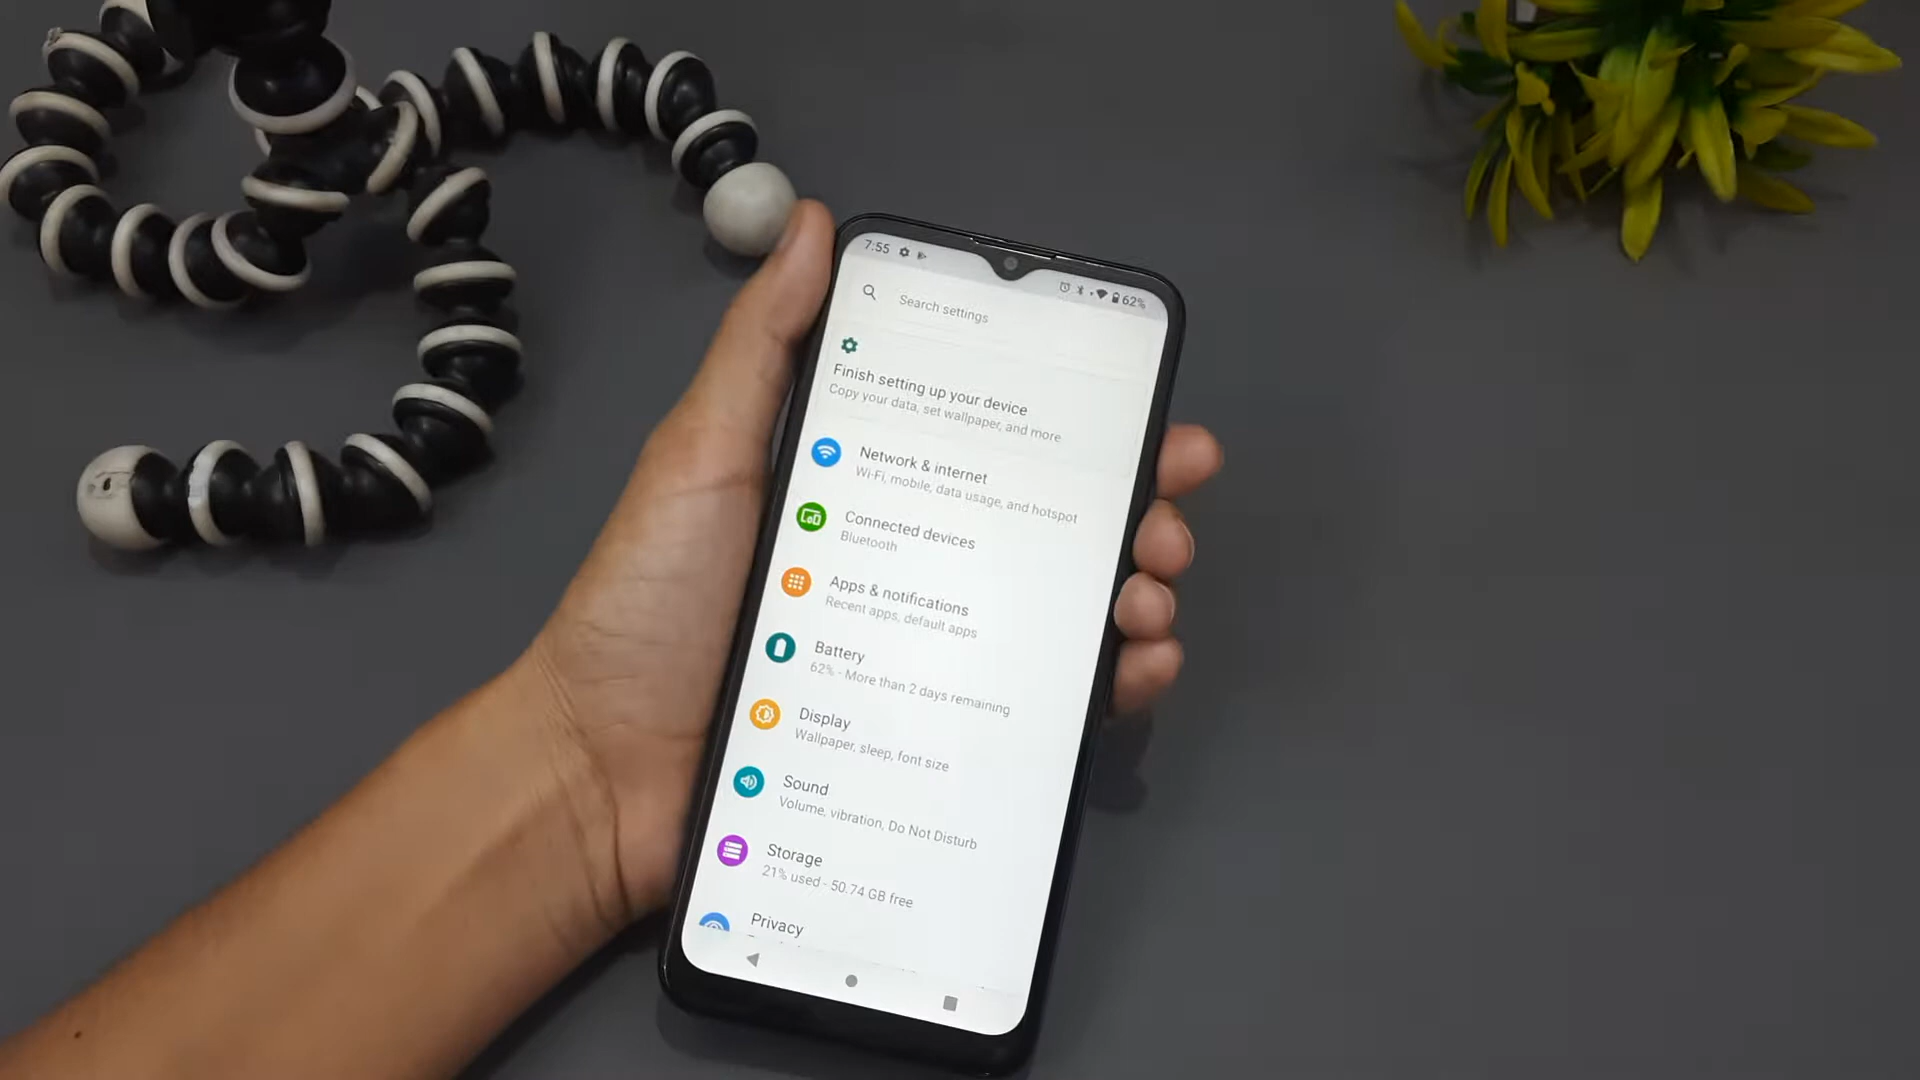 7:55
62%
Search settings
Finish setting up your device
Copy your data, set wallpaper, and more
Network & internet
Wi-Fi, mobile, data usage, and hotspot
Connected devices
Bluetooth
Apps & notifications
Recent apps, default apps
Battery
62% - More than 2 days remaining
Display
Wallpaper, sleep, font size
Sound
Volume, vibration, Do Not Disturb
Storage
21% used - 50.74 GB free
Privacy